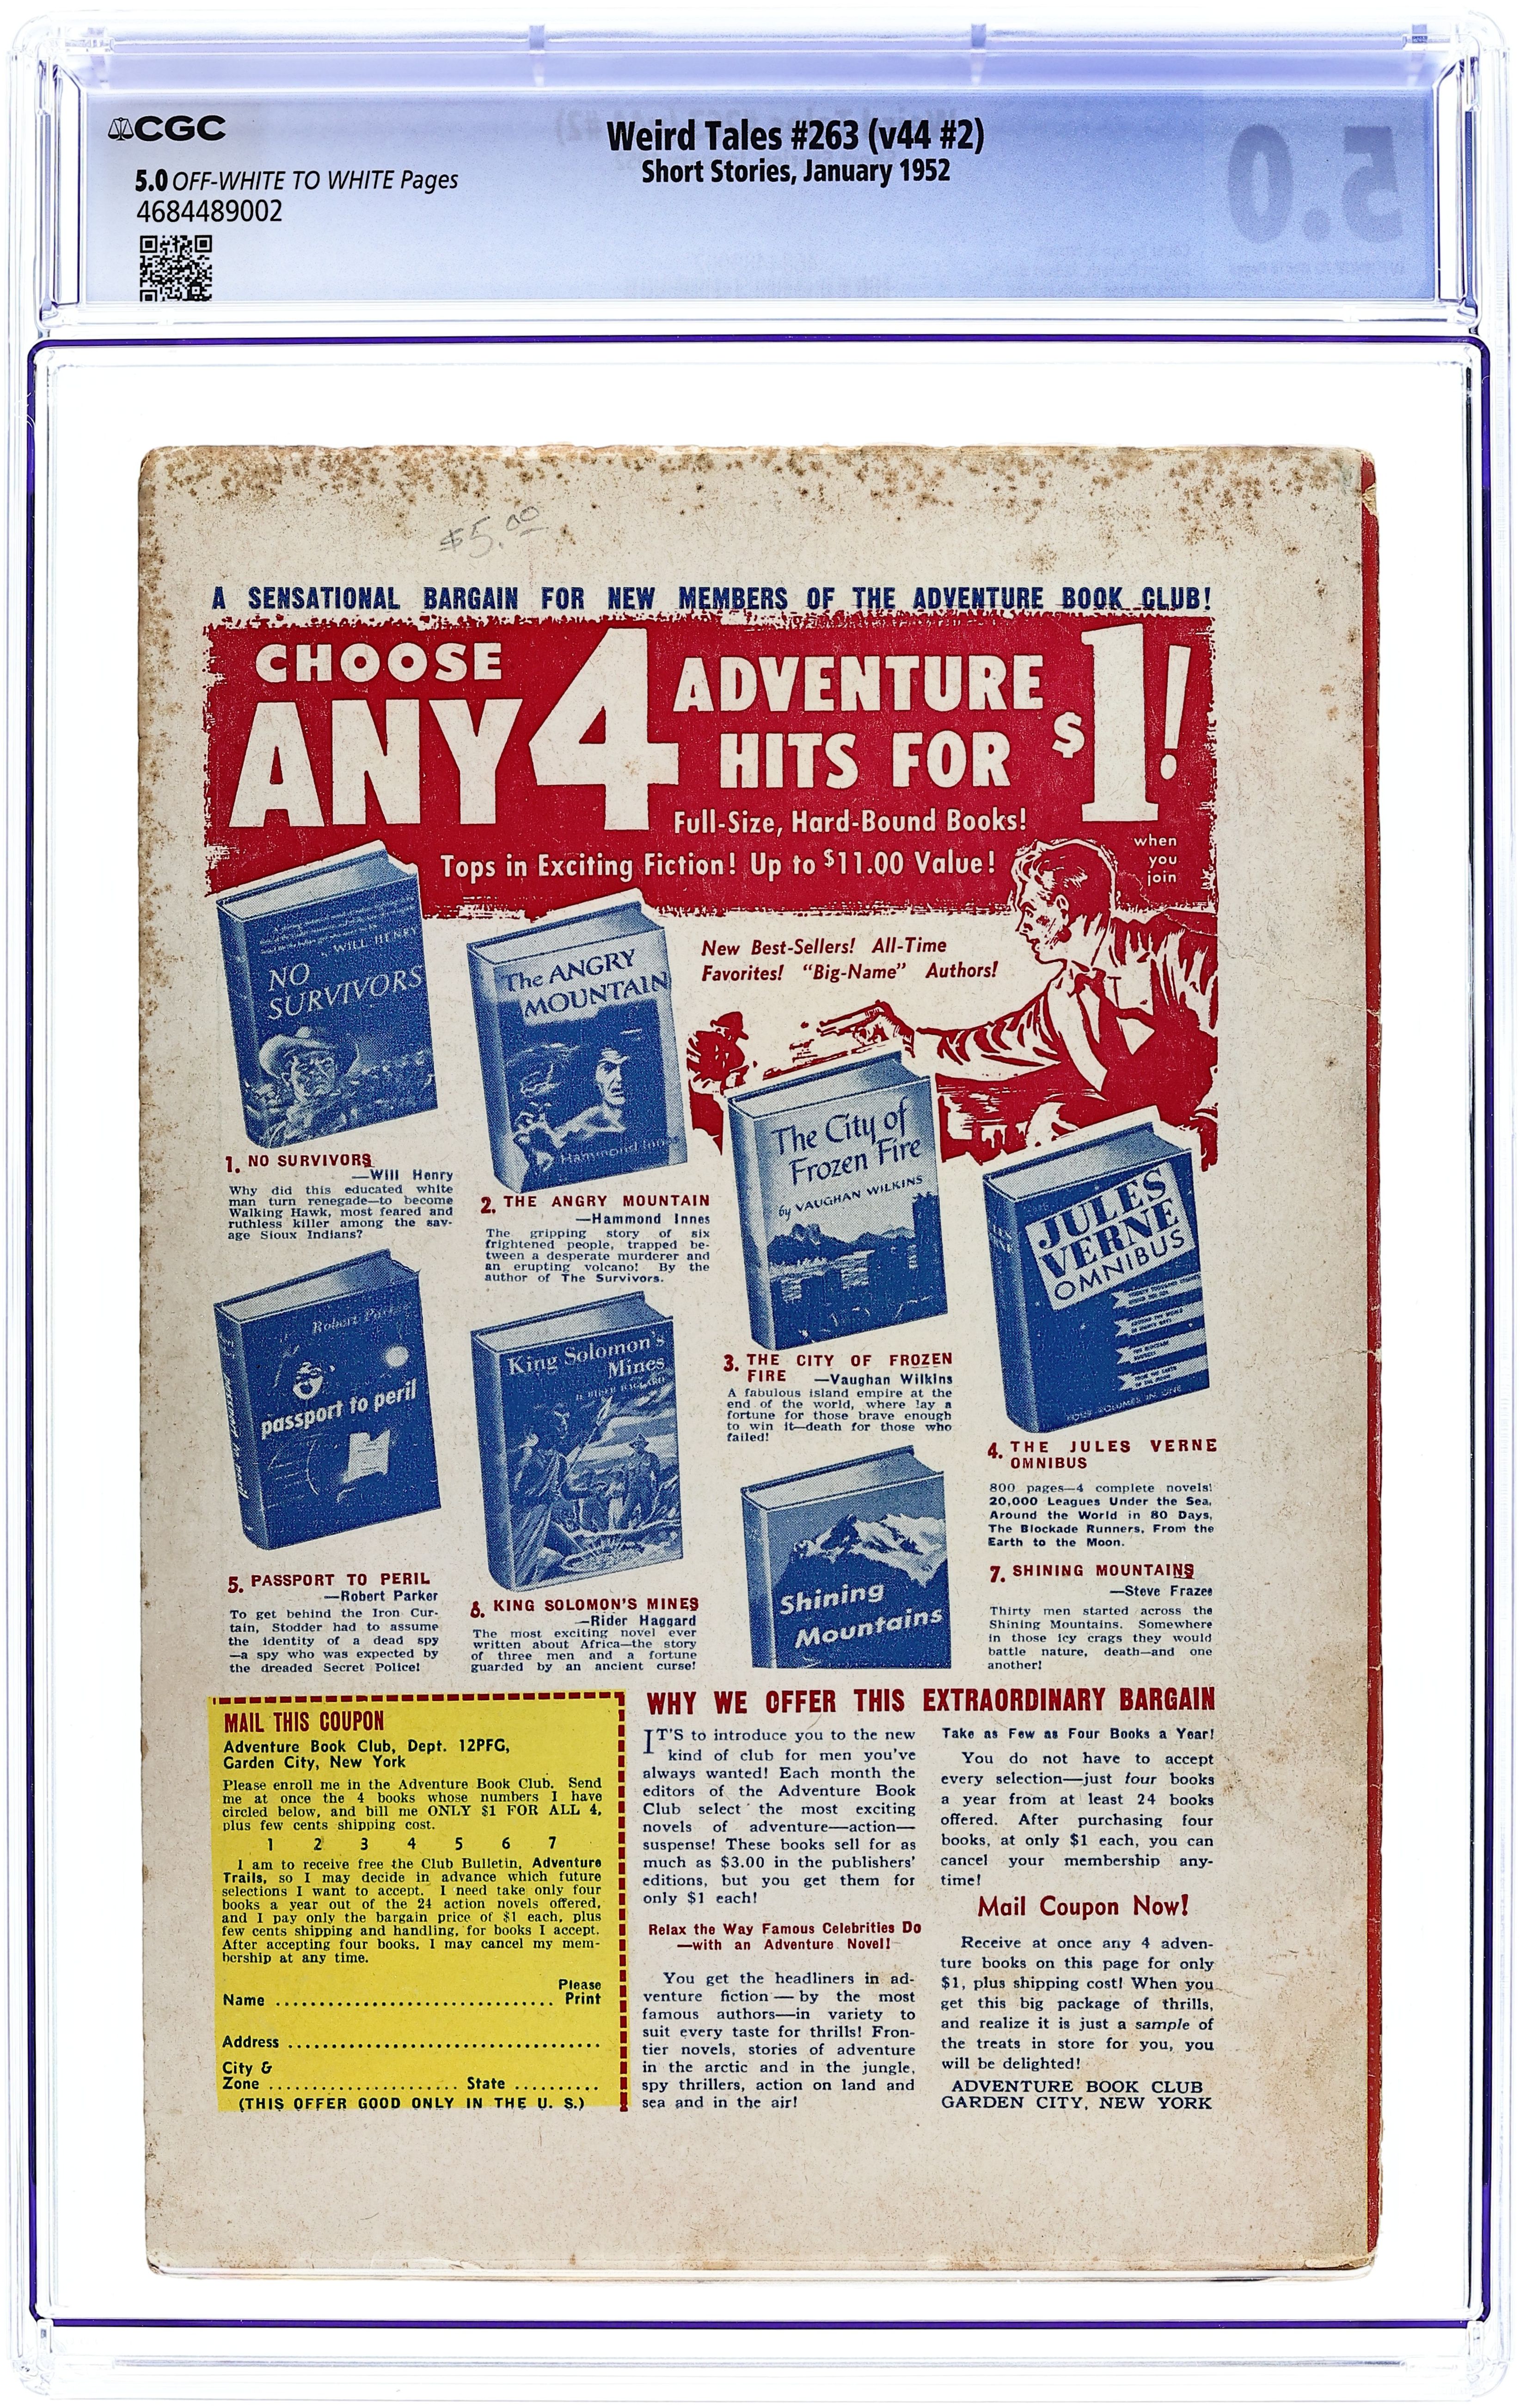 CGC
5.0 OFF-WHITE TO WHITE Pages
4684489002
Weird Tales #263 (v44 #2)
Short Stories, January 1952
5.0
$5.00
A SENSATIONAL BARGAIN FOR NEW MEMBERS OF THE ADVENTURE BOOK CLUB!
CHOOSE
ANY 4
ADVENTURE
HITS FOR
$1!
Full-Size, Hard-Bound Books!
Tops in Exciting Fiction! Up to $11.00 Value!
when
you
join
New Best-Sellers! All-Time
Favorites! "Big-Name" Authors!
WILL HENRY
NO
SURVIVORS
The ANGRY
MOUNTAIN
Hammond Innes
The City of
Frozen Fire
by VAUGHAN WILKINS
JULES
VERNE
OMNIBUS
FOUR VOLUMES IN ONE
1. NO SURVIVORS
—Will Henry
Why did this educated white
man turn renegade—to become
Walking Hawk, most feared and
ruthless killer among the sav-
age Sioux Indians?
2. THE ANGRY MOUNTAIN
—Hammond Innes
The gripping story of six
frightened people, trapped be-
tween a desperate murderer and
an erupting volcano! By the
author of The Survivors.
3. THE CITY OF FROZEN
FIRE —Vaughan Wilkins
A fabulous island empire at the
end of the world, where lay a
fortune for those brave enough
to win it—death for those who
failed!
4. THE JULES VERNE
OMNIBUS
800 pages—4 complete novels!
20,000 Leagues Under the Sea,
Around the World in 80 Days,
The Blockade Runners, From the
Earth to the Moon.
Robert Parker
passport to peril
King Solomon's
Mines
H. RIDER HAGGARD
Shining
Mountains
5. PASSPORT TO PERIL
—Robert Parker
To get behind the Iron Cur-
tain, Stodder had to assume
the identity of a dead spy
—a spy who was expected by
the dreaded Secret Police!
6. KING SOLOMON'S MINES
—Rider Haggard
The most exciting novel ever
written about Africa—the story
of three men and a fortune
guarded by an ancient curse!
7. SHINING MOUNTAINS
—Steve Frazee
Thirty men started across the
Shining Mountains. Somewhere
in those icy crags they would
battle nature, death—and one
another!
MAIL THIS COUPON
Adventure Book Club, Dept. 12PFG,
Garden City, New York
Please enroll me in the Adventure Book Club. Send
me at once the 4 books whose numbers I have
circled below, and bill me ONLY $1 FOR ALL 4,
plus few cents shipping cost.
1 2 3 4 5 6 7
I am to receive free the Club Bulletin, Adventure
Trails, so I may decide in advance which future
selections I want to accept. I need take only four
books a year out of the 24 action novels offered,
and I pay only the bargain price of $1 each, plus
few cents shipping and handling, for books I accept.
After accepting four books, I may cancel my mem-
bership at any time.
Please
Name ................................ Print
Address ....................................
City &
Zone ...................... State ..........
(THIS OFFER GOOD ONLY IN THE U. S.)
WHY WE OFFER THIS EXTRAORDINARY BARGAIN
IT'S to introduce you to the new
kind of club for men you've
always wanted! Each month the
editors of the Adventure Book
Club select the most exciting
novels of adventure—action—
suspense! These books sell for as
much as $3.00 in the publishers'
editions, but you get them for
only $1 each!
Relax the Way Famous Celebrities Do
—with an Adventure Novel!
You get the headliners in ad-
venture fiction — by the most
famous authors—in variety to
suit every taste for thrills! Fron-
tier novels, stories of adventure
in the arctic and in the jungle,
spy thrillers, action on land and
sea and in the air!
Take as Few as Four Books a Year!
You do not have to accept
every selection—just four books
a year from at least 24 books
offered. After purchasing four
books, at only $1 each, you can
cancel your membership any-
time!
Mail Coupon Now!
Receive at once any 4 adven-
ture books on this page for only
$1, plus shipping cost! When you
get this big package of thrills,
and realize it is just a sample of
the treats in store for you, you
will be delighted!
ADVENTURE BOOK CLUB
GARDEN CITY, NEW YORK